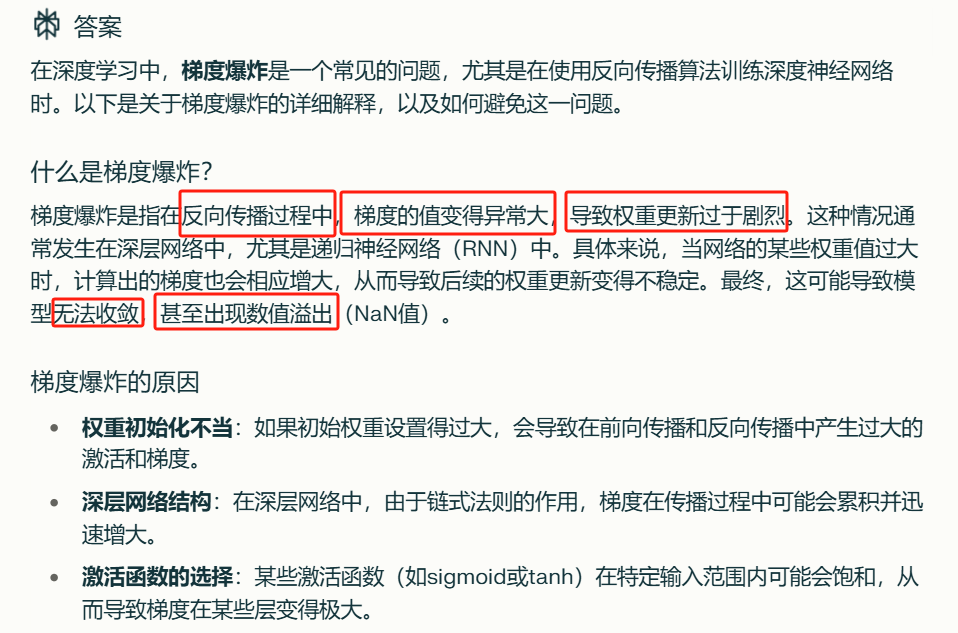 答案
在深度学习中，梯度爆炸是一个常见的问题，尤其是在使用反向传播算法训练深度神经网络
时。以下是关于梯度爆炸的详细解释，以及如何避免这一问题。
什么是梯度爆炸？
梯度爆炸是指在反向传播过程中，梯度的值变得异常大，导致权重更新过于剧烈。这种情况通
常发生在深层网络中，尤其是递归神经网络（RNN）中。具体来说，当网络的某些权重值过大
时，计算出的梯度也会相应增大，从而导致后续的权重更新变得不稳定。最终，这可能导致模
型无法收敛，甚至出现数值溢出（NaN值）。
梯度爆炸的原因
• 权重初始化不当：如果初始权重设置得过大，会导致在前向传播和反向传播中产生过大的
激活和梯度。
• 深层网络结构：在深层网络中，由于链式法则的作用，梯度在传播过程中可能会累积并迅
速增大。
• 激活函数的选择：某些激活函数（如sigmoid或tanh）在特定输入范围内可能会饱和，从
而导致梯度在某些层变得极大。